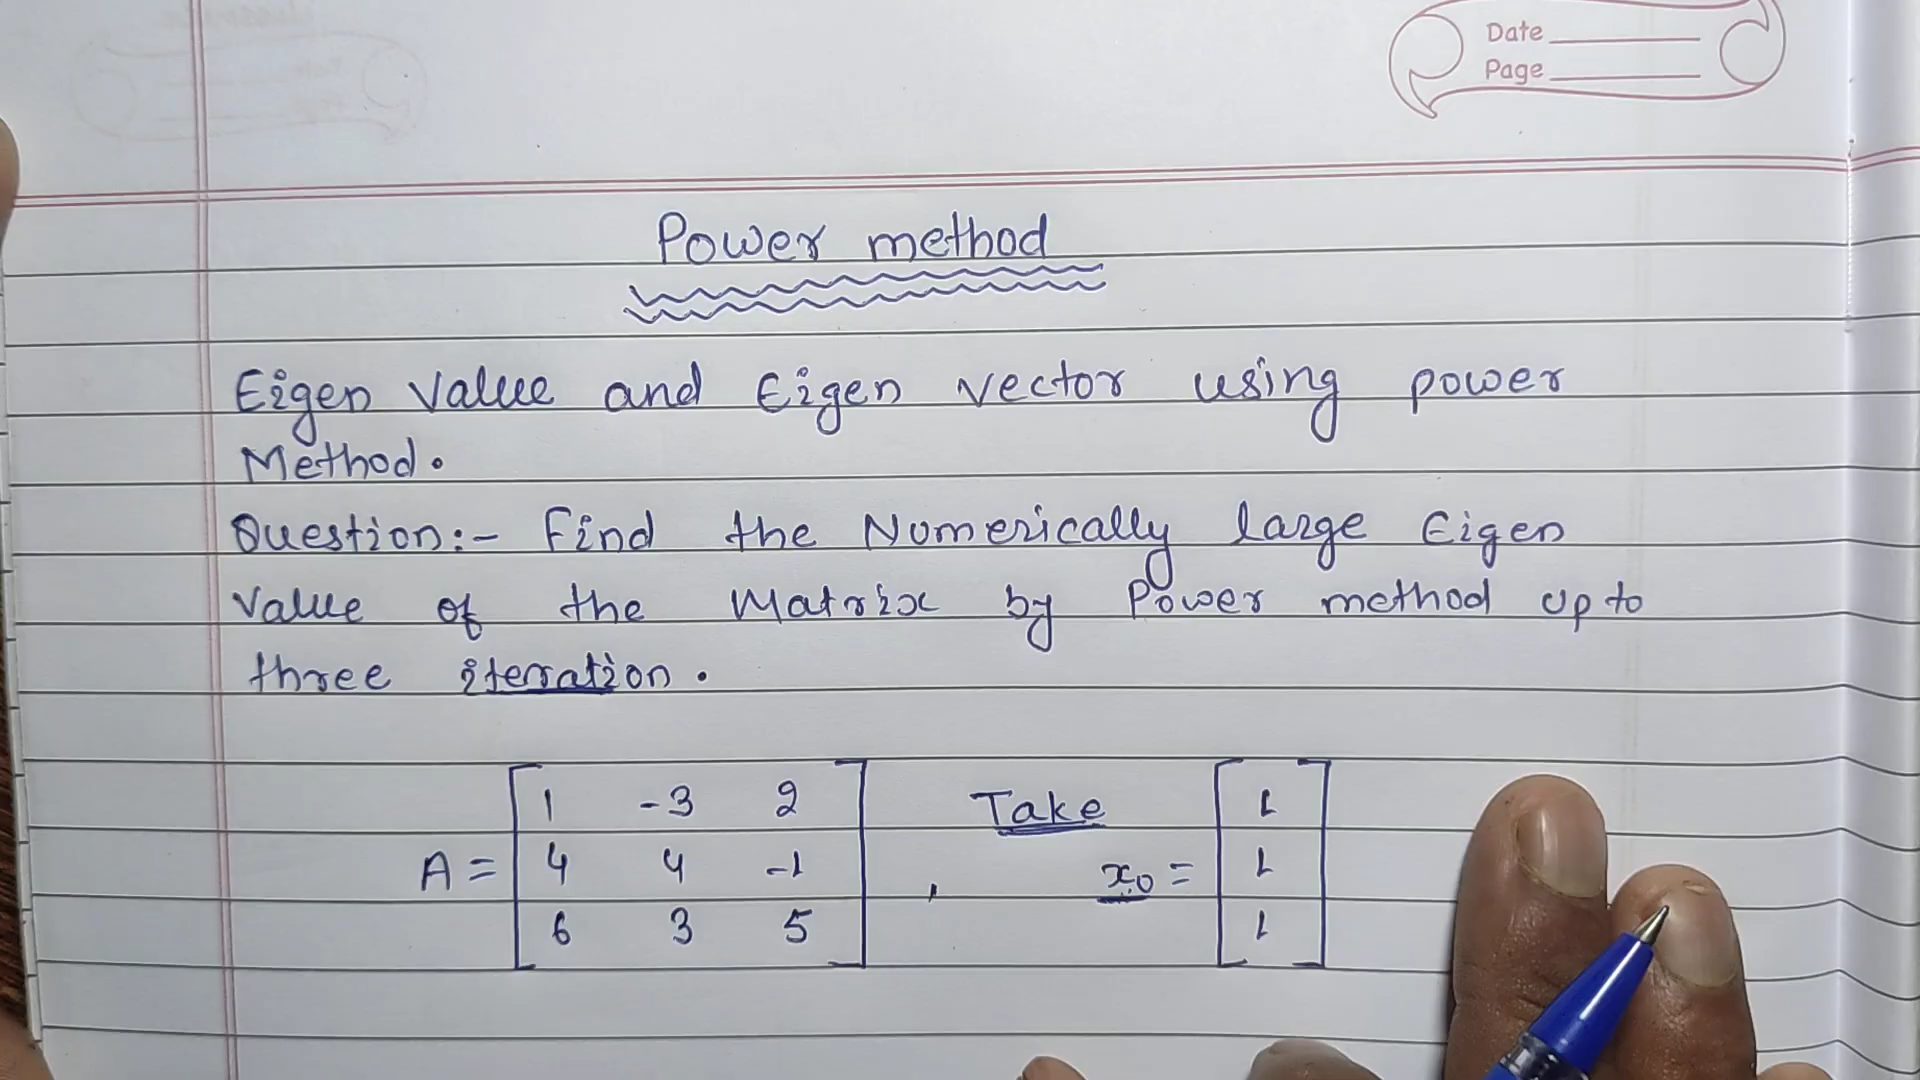 Date
Page
Power method
Eigen value and Eigen vector using power
Method.
Question:- Find the Numerically large Eigen
value of the Matrix by Power method up to
three iteration.
A = [ 1 -3 2
4 4 -1
6 3 5 ] , Take x₀ = [ 1
1
1 ]